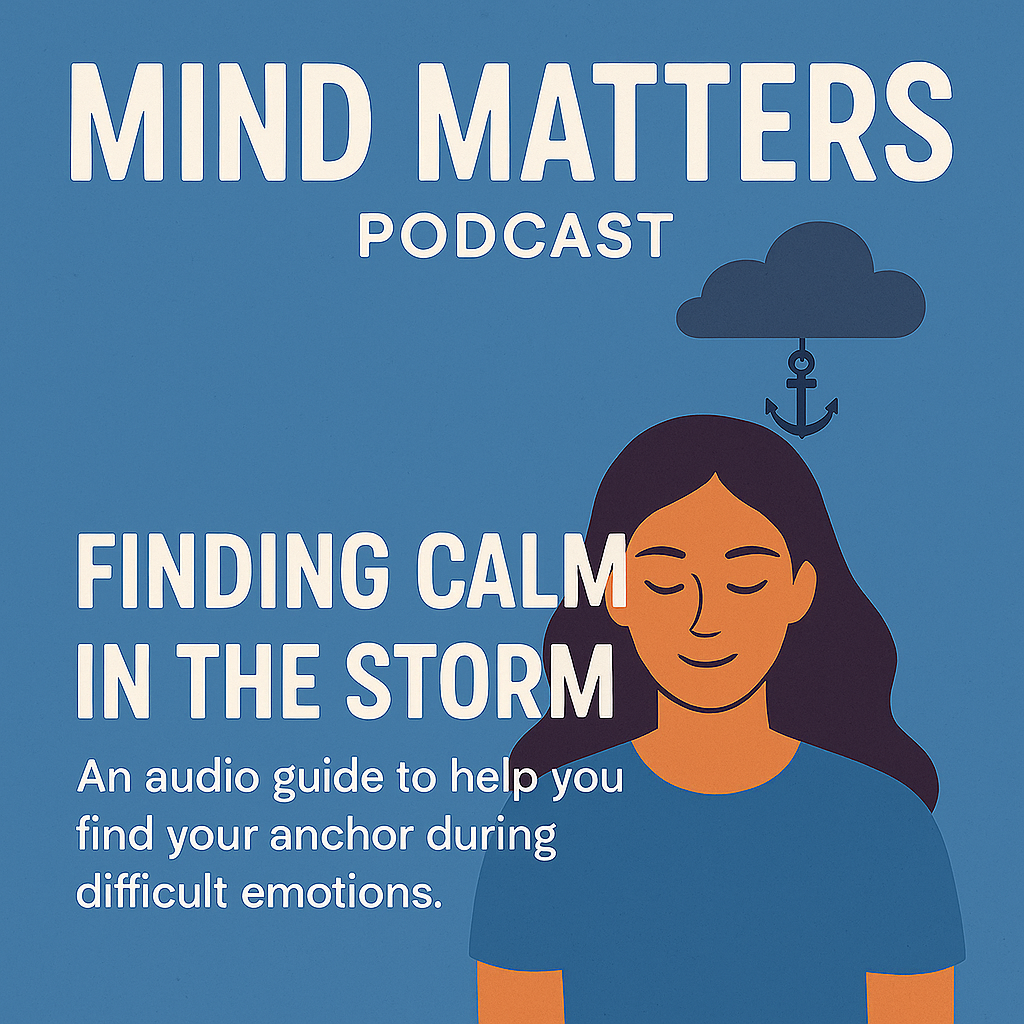 MIND MATTERS
PODCAST
FINDING CALM
IN THE STORM
An audio guide to help you
find your anchor during
difficult emotions.